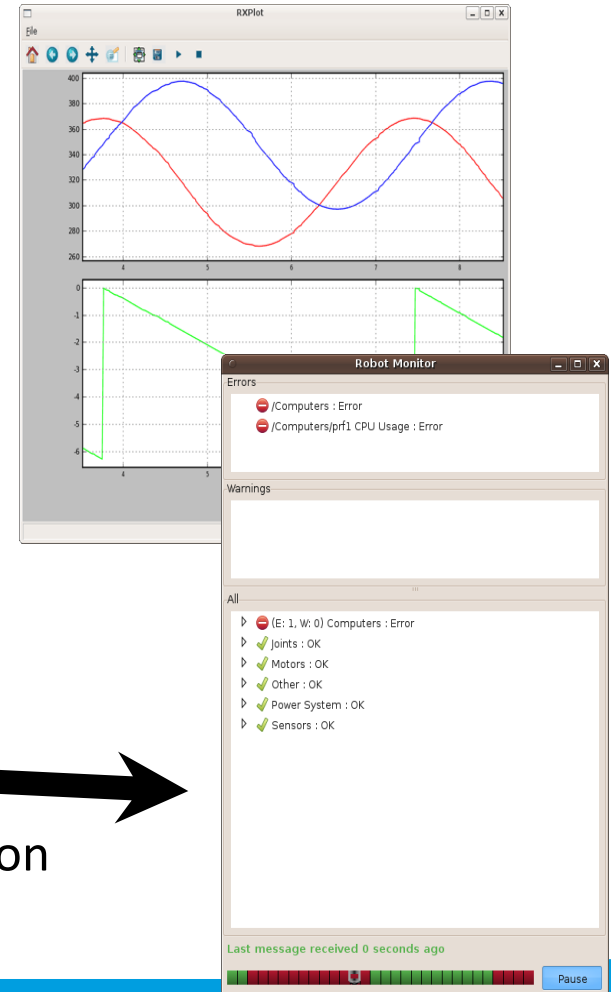 RXPlot
File
400
380
360
340
320
300
280
260
4 5 6 7 8
0
-1
-2
-3
-4
-5
-6
4 5
Robot Monitor
Errors
/Computers : Error
/Computers/prf1 CPU Usage : Error
Warnings
All
(E: 1, W: 0) Computers : Error
Joints : OK
Motors : OK
Other : OK
Power System : OK
Sensors : OK
on
Last message received 0 seconds ago
Pause